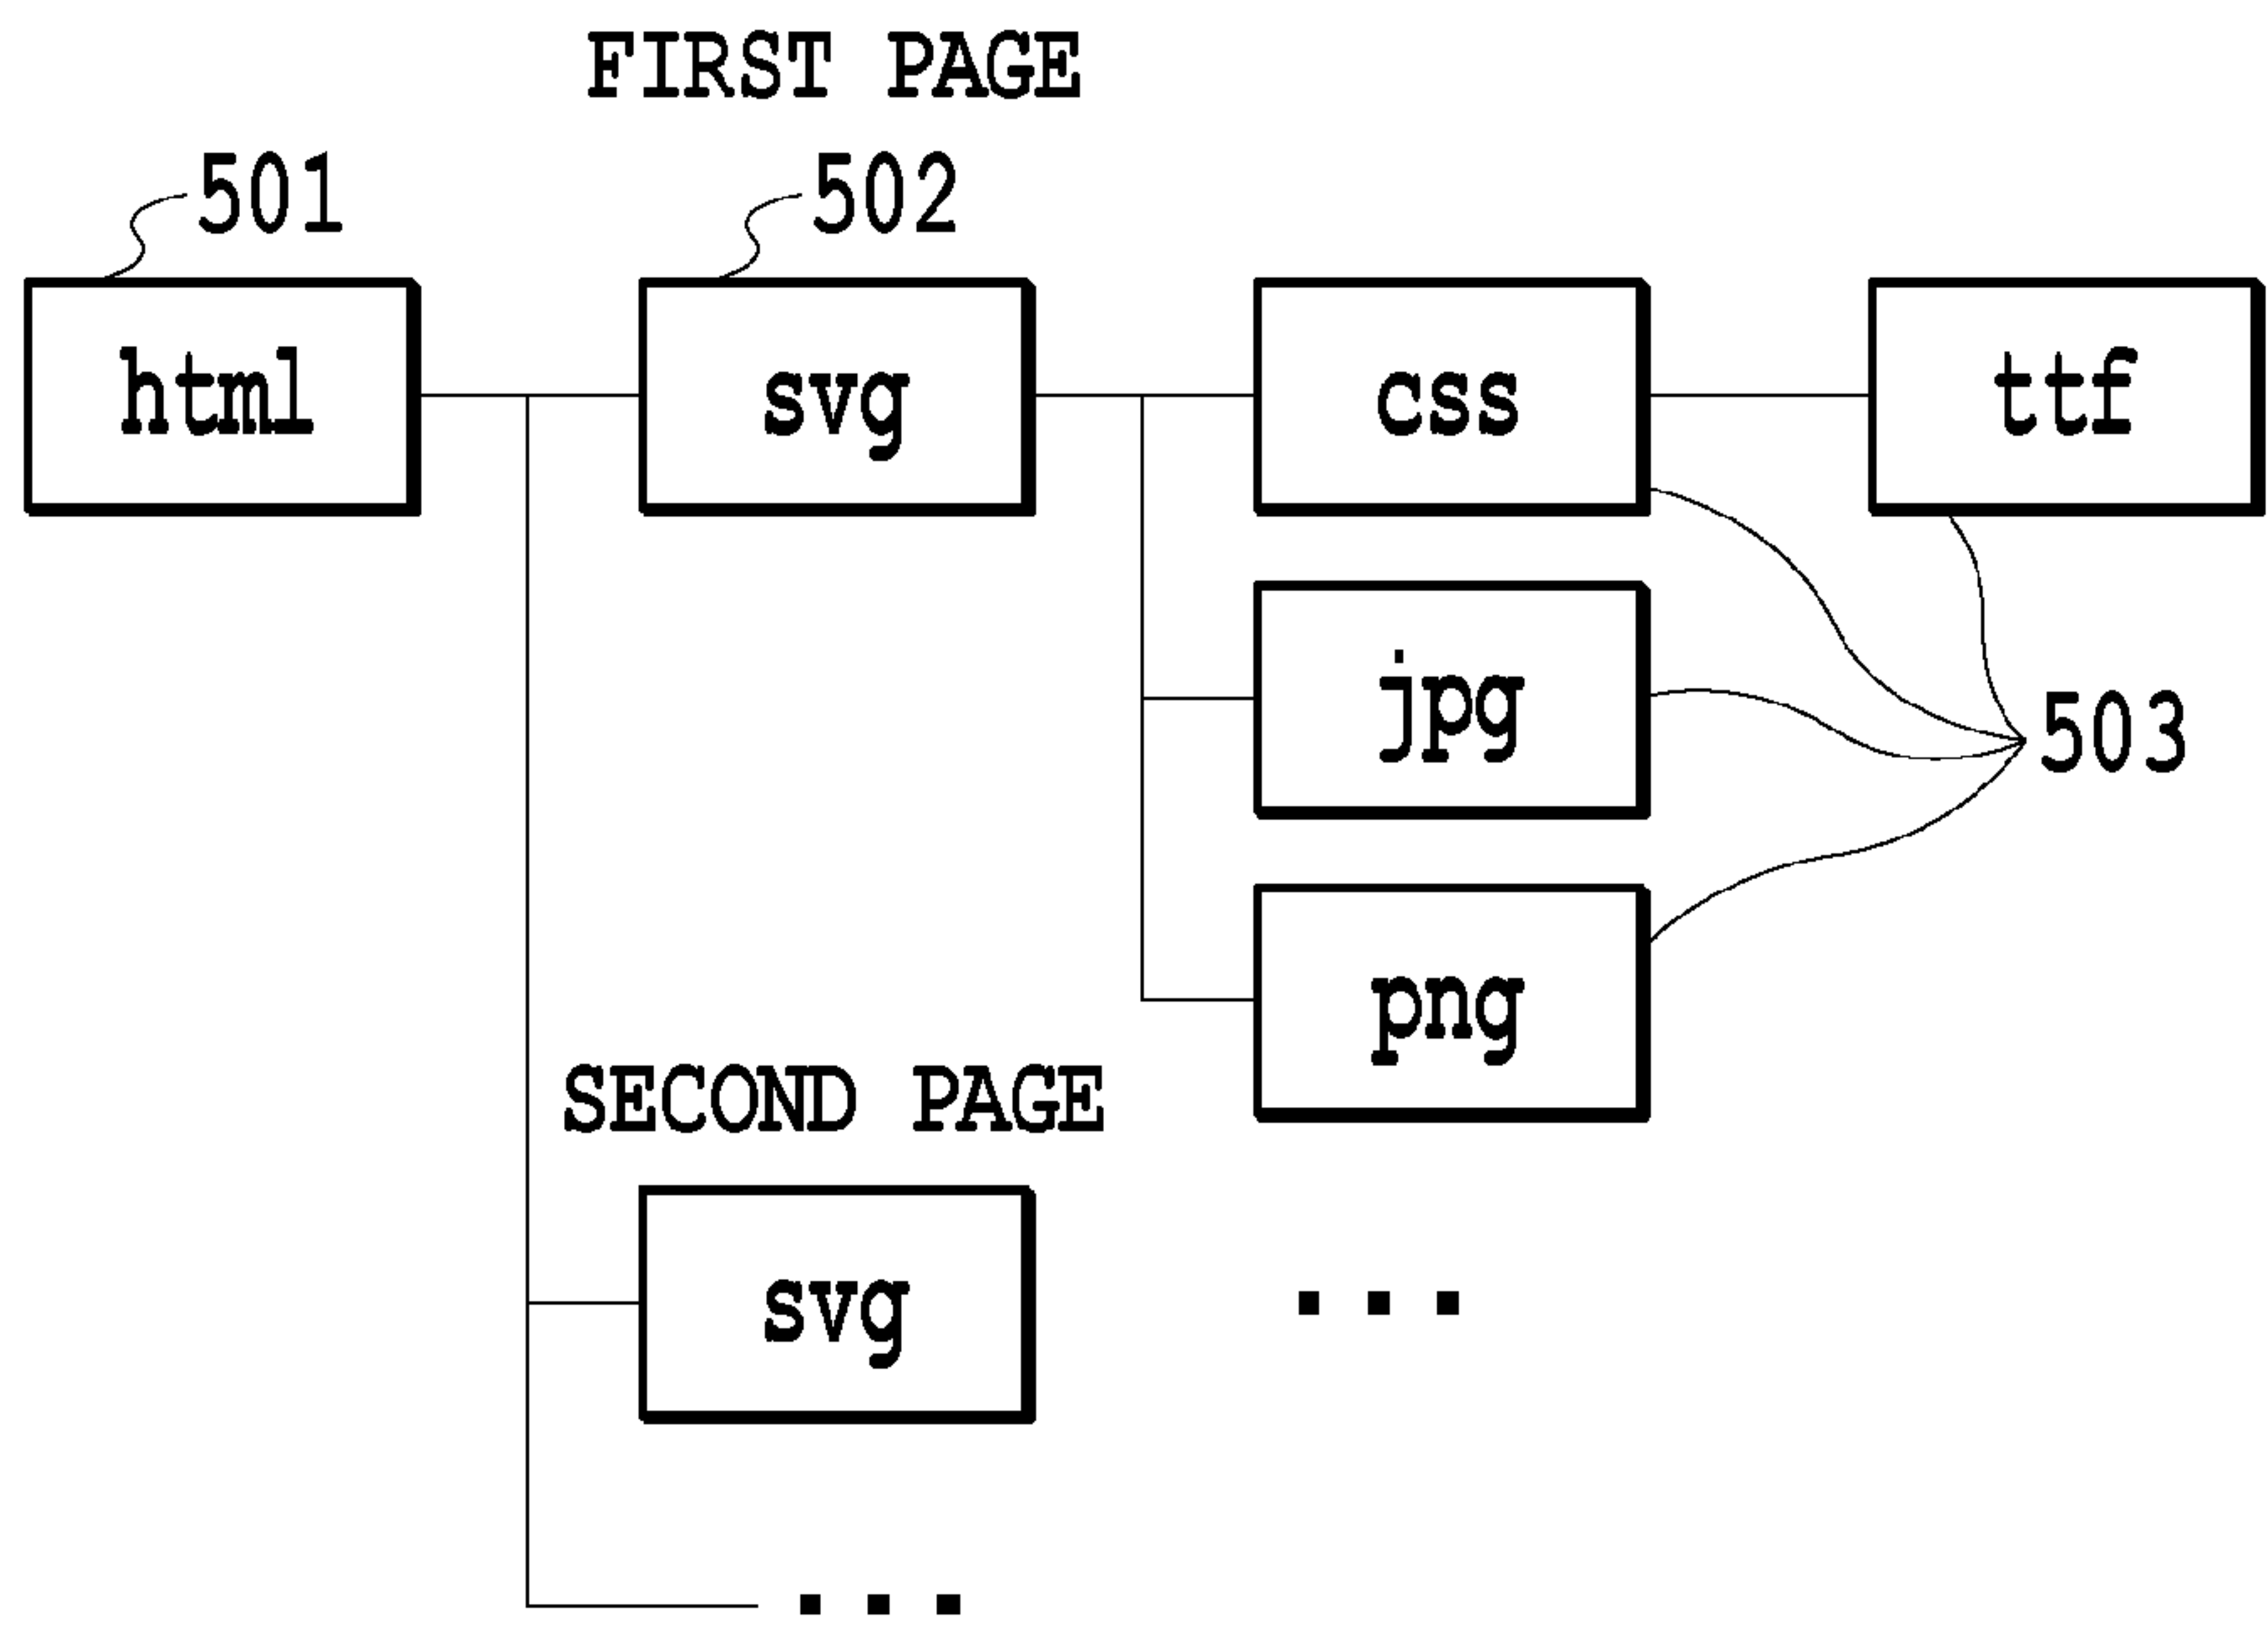 FIRST PAGE
501
502
html
svg
css
ttf
jpg
503
png
SECOND PAGE
svg
...
...